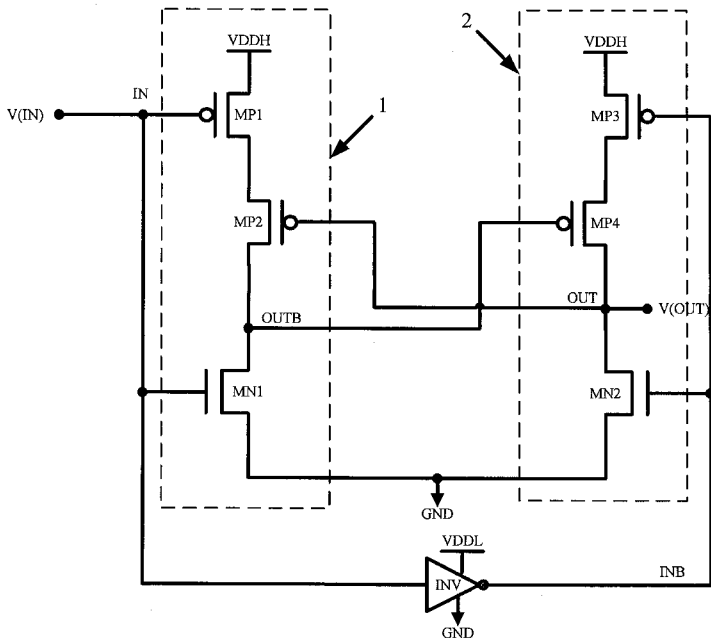 2
VDDH
VDDH
IN
1
V(IN)
MP1
MP3
MP2
MP4
OUT
V(OUT)
OUTB
MN1
MN2
GND
VDDL
INV
INB
GND